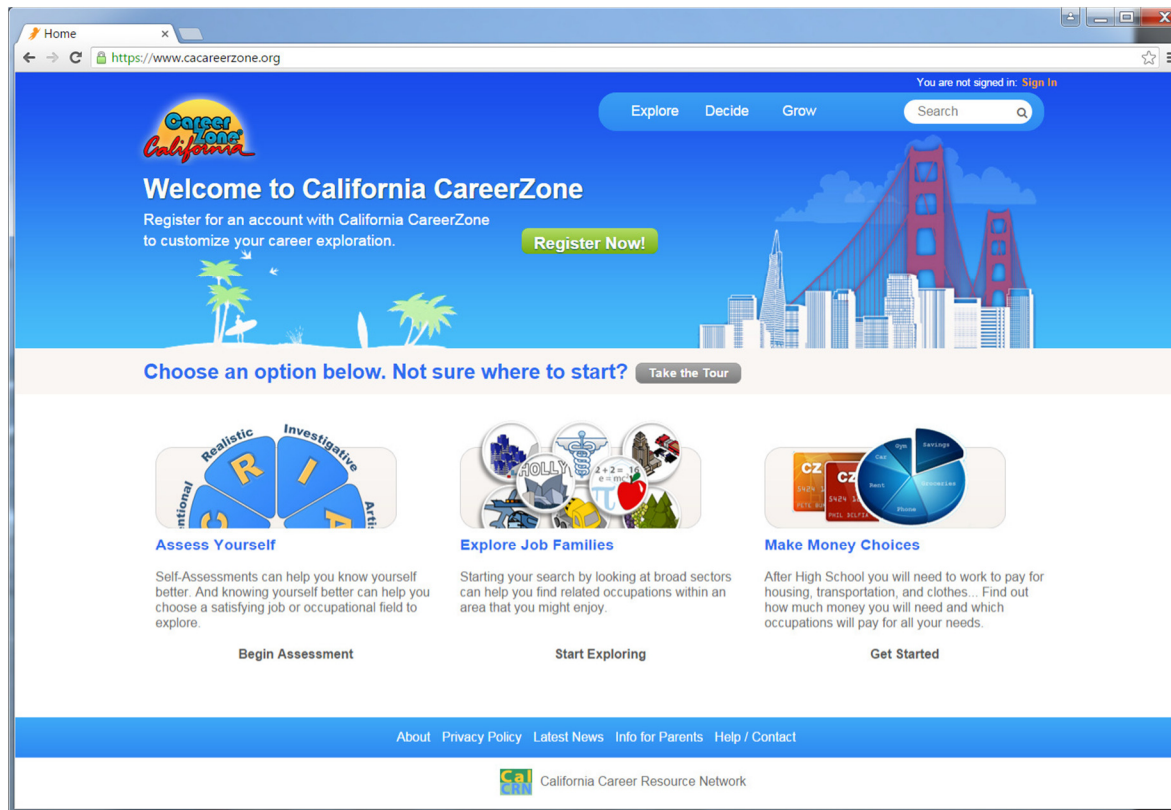 Home
https://www.cacareerzone.org
You are not signed in: Sign In
Explore Decide Grow Search
Career
Zone
California
Welcome to California CareerZone
Register for an account with California CareerZone
to customize your career exploration.
Register Now!
Choose an option below. Not sure where to start? Take the Tour
Realistic
Investigative
R
I
C
A
HOLLY
2 + 2 = 
e = mc
π
CZ
CZ
5424
5424
PHIL
Gym
Savings
Car
Rent
Groceries
Phone
Assess Yourself
Self-Assessments can help you know yourself
better. And knowing yourself better can help you
choose a satisfying job or occupational field to
explore.
Begin Assessment
Explore Job Families
Starting your search by looking at broad sectors
can help you find related occupations within an
area that you might enjoy.
Start Exploring
Make Money Choices
After High School you will need to work to pay for
housing, transportation, and clothes... Find out
how much money you will need and which
occupations will pay for all your needs.
Get Started
About Privacy Policy Latest News Info for Parents Help / Contact
Cal
CRN
California Career Resource Network